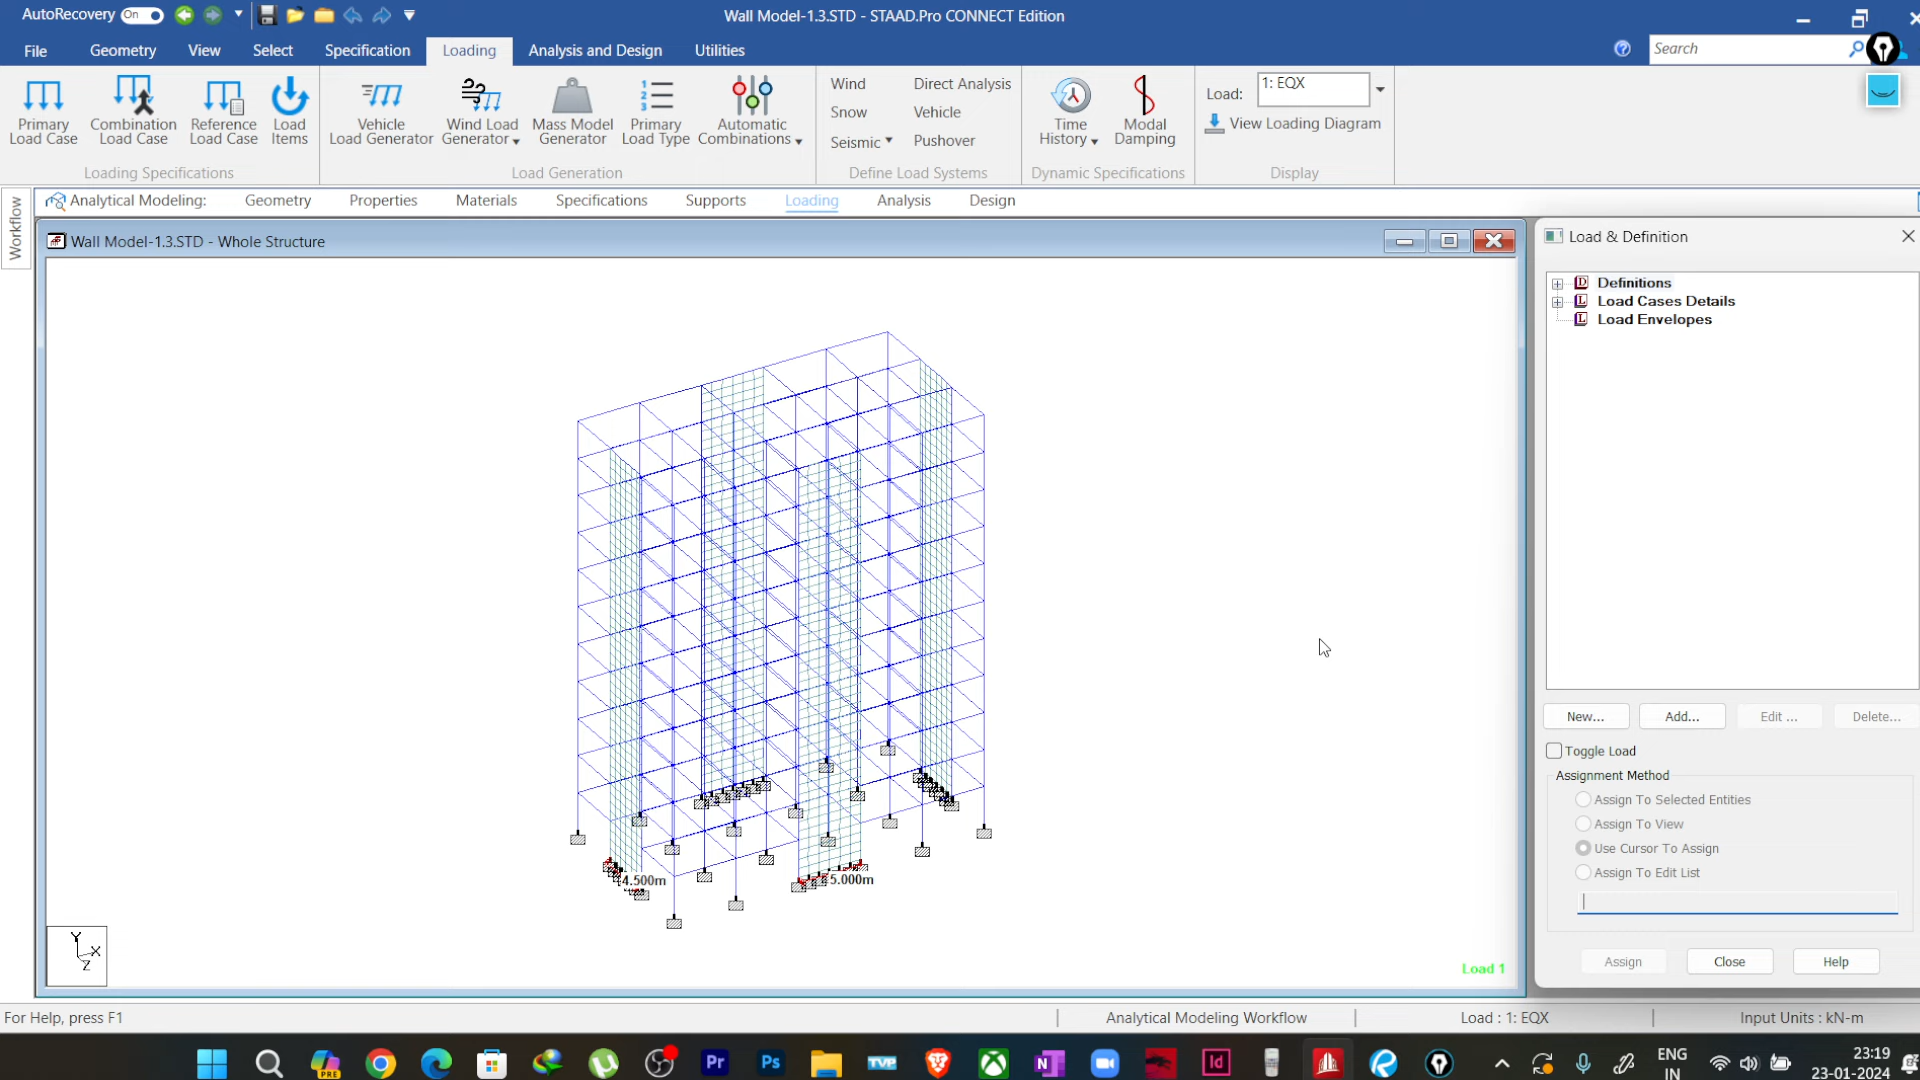 AutoRecovery On
Wall Model-1.3.STD - STAAD.Pro CONNECT Edition
File Geometry View Select Specification Loading Analysis and Design Utilities
Search
Primary Load Case
Combination Load Case
Reference Load Case
Load Items
Loading Specifications
Vehicle Load Generator
Wind Load Generator
Mass Model Generator
Primary Load Type
Automatic Combinations
Load Generation
Wind Direct Analysis
Snow Vehicle
Seismic Pushover
Define Load Systems
Time History
Modal Damping
Dynamic Specifications
Load: 1: EQX
View Loading Diagram
Display
Workflow
Analytical Modeling: Geometry Properties Materials Specifications Supports Loading Analysis Design
Wall Model-1.3.STD - Whole Structure
4.500m
5.000m
Y
X
Z
Load 1
Load & Definition
D Definitions
L Load Cases Details
L Load Envelopes
New... Add... Edit ... Delete...
Toggle Load
Assignment Method
Assign To Selected Entities
Assign To View
Use Cursor To Assign
Assign To Edit List
Assign Close Help
For Help, press F1
Analytical Modeling Workflow
Load : 1: EQX
Input Units : kN-m
PRE
Pr
Ps
TVP
N
Id
ENG
IN
23:19
23-01-2024